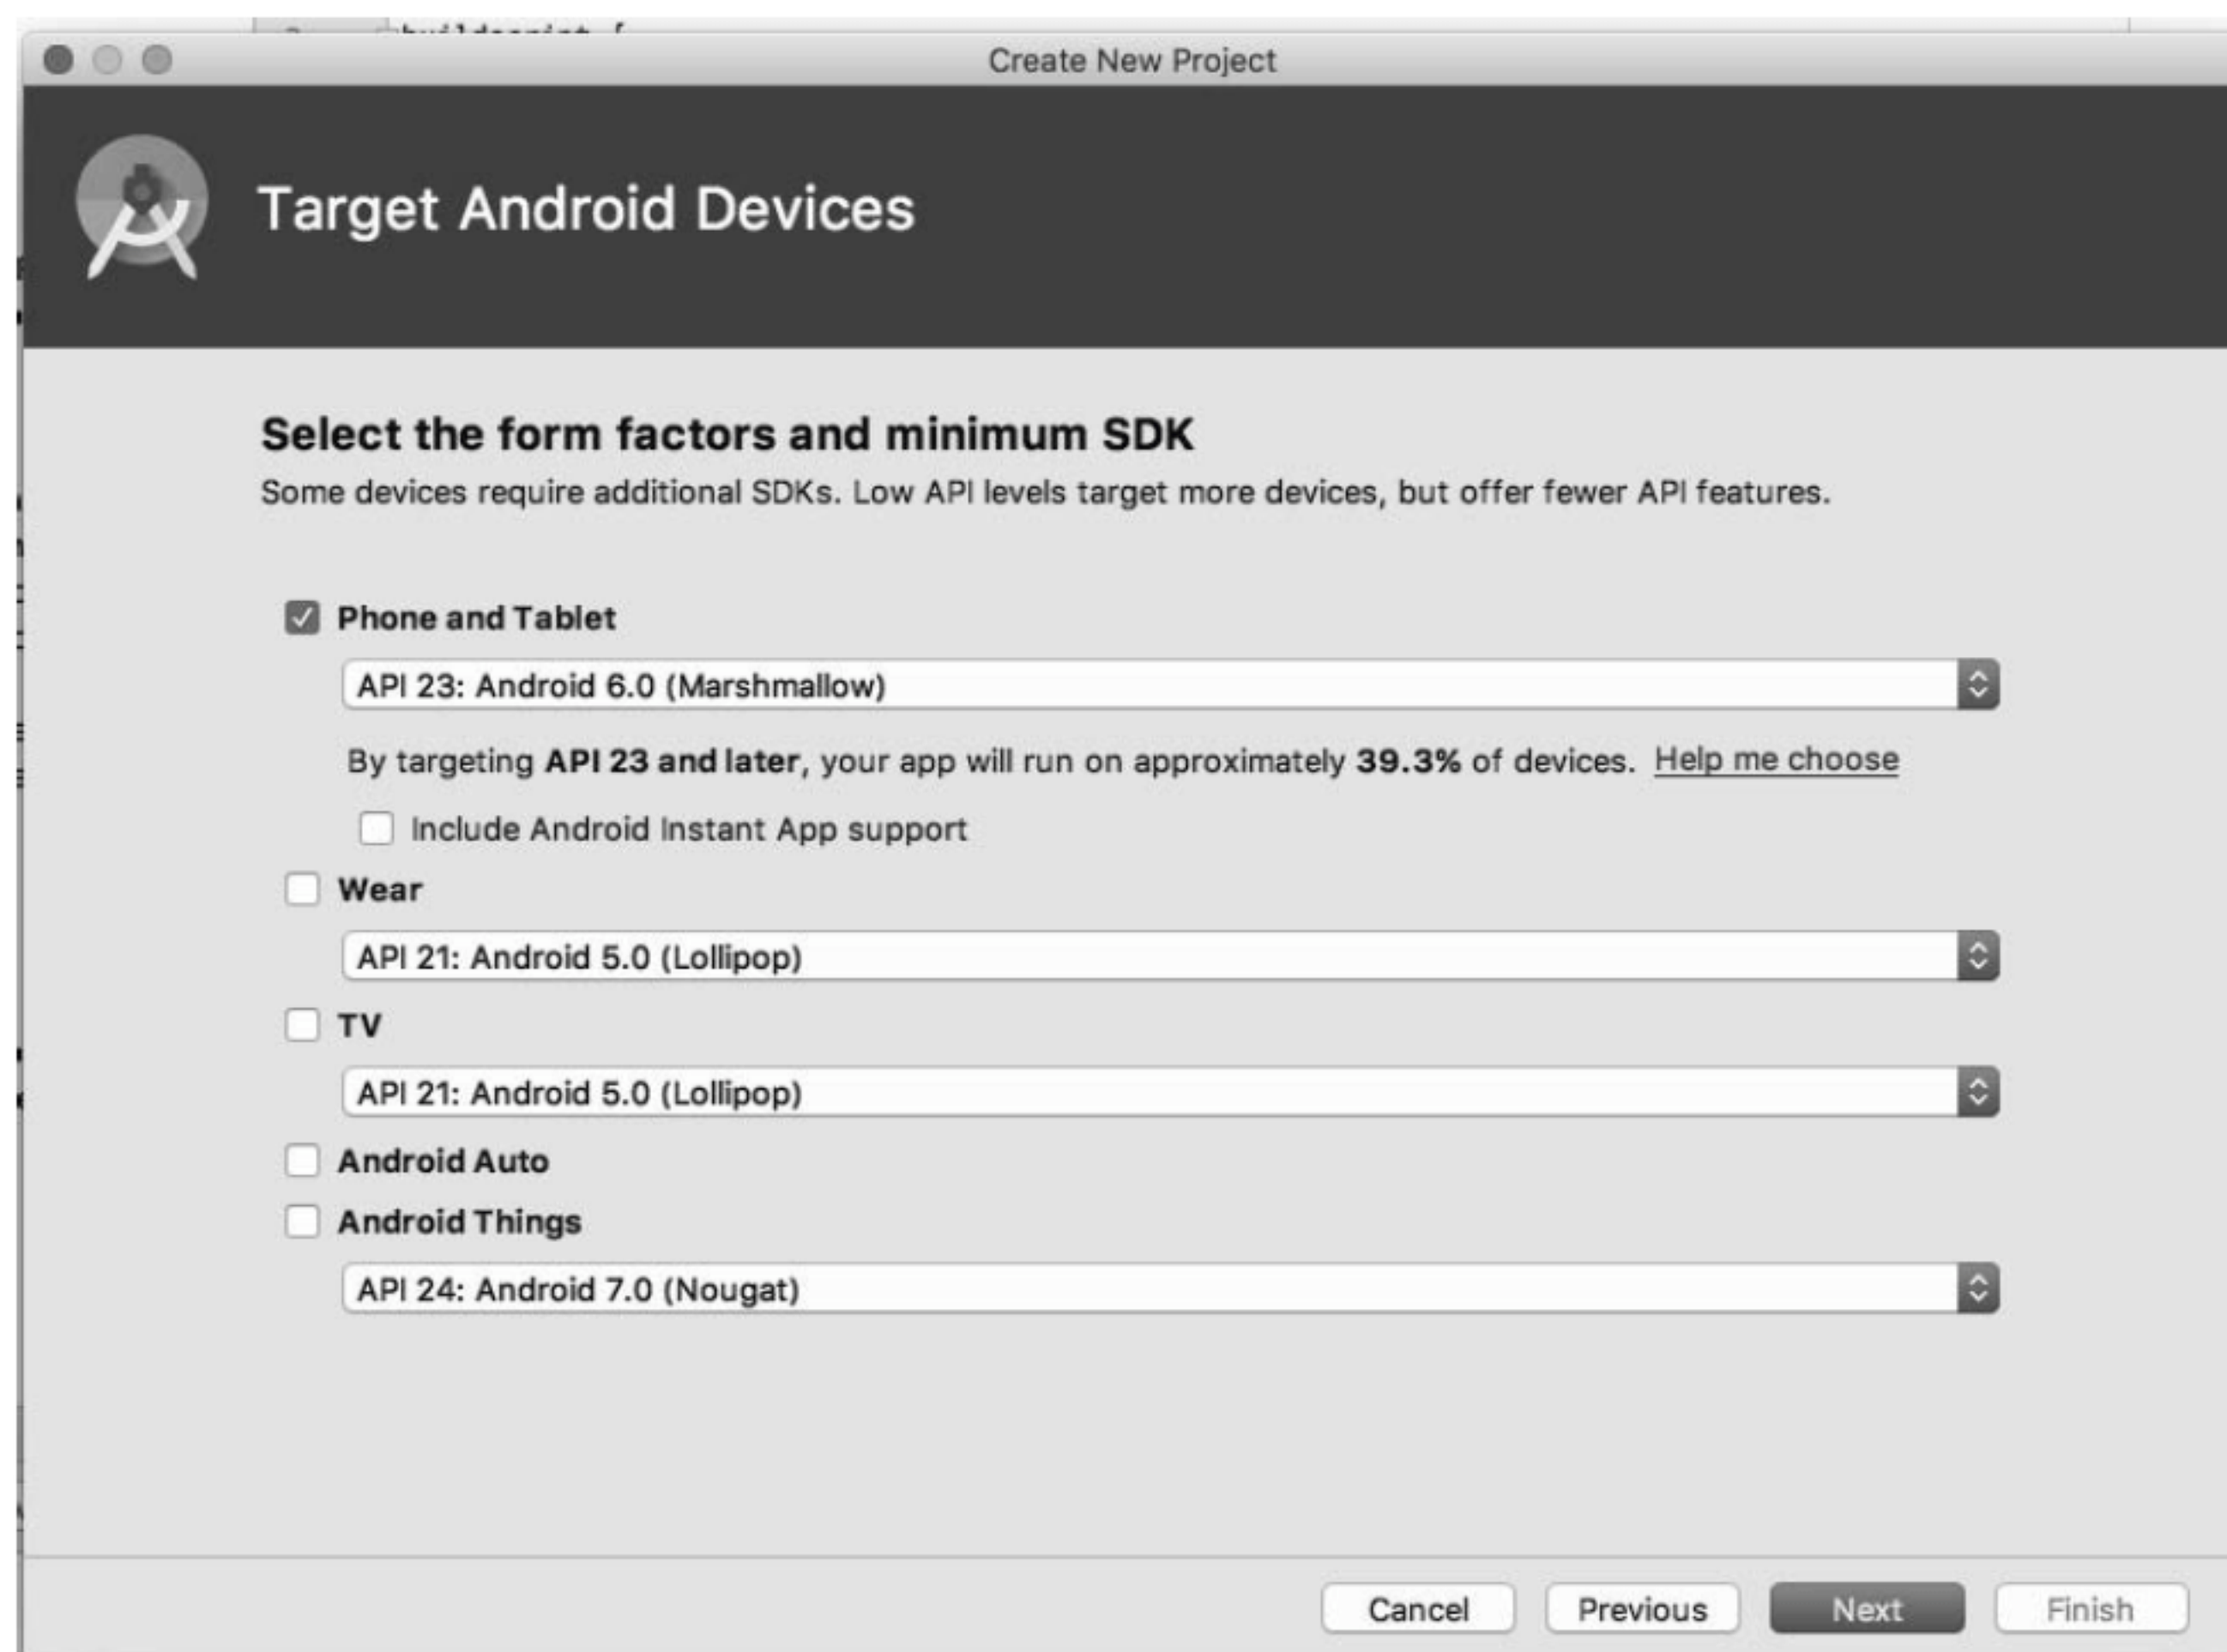 Create New Project
Target Android Devices
Select the form factors and minimum SDK
Some devices require additional SDKs. Low API levels target more devices, but offer fewer API features.
Phone and Tablet
API 23: Android 6.0 (Marshmallow)
By targeting API 23 and later, your app will run on approximately 39.3% of devices. Help me choose
Include Android Instant App support
Wear
API 21: Android 5.0 (Lollipop)
TV
API 21: Android 5.0 (Lollipop)
Android Auto
Android Things
API 24: Android 7.0 (Nougat)
Cancel Previous Next Finish